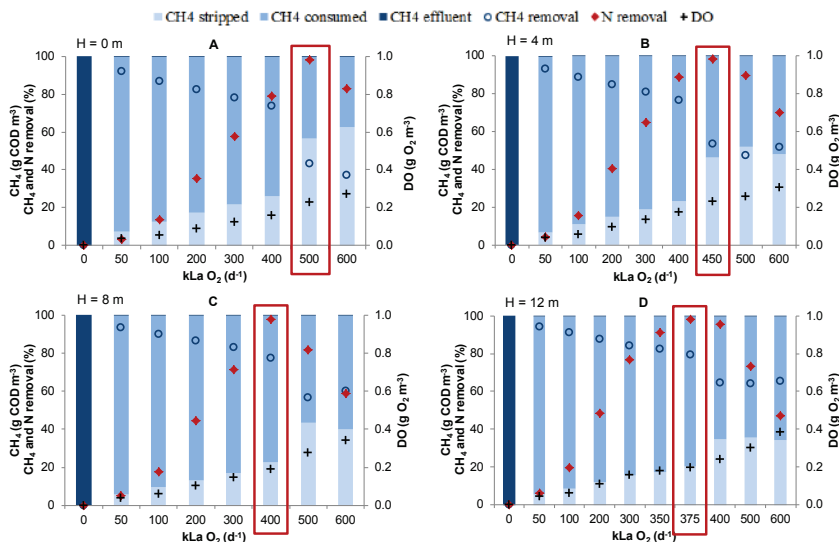 CH4 stripped CH4 consumed CH4 effluent CH4 removal N removal DO
H = 0 m A
CH4 (g COD m³)
CH4 and N removal (%)
100 80 60 40 20 0
1.0 0.8 0.6 0.4 0.2 0.0
DO (g O2 m-3)
0 50 100 200 300 400 500 600
kLa O2 (d-1)
H = 4 m B
CH4 (g COD m³)
CH4 and N removal (%)
100 80 60 40 20 0
1.0 0.8 0.6 0.4 0.2 0.0
DO (g O2 m-3)
0 50 100 200 300 400 450 500 600
kLa O2 (d-1)
H = 8 m C
CH4 (g COD m³)
CH4 and N removal (%)
100 80 60 40 20 0
1.0 0.8 0.6 0.4 0.2 0.0
DO (g O2 m-3)
0 50 100 200 300 400 500 600
kLa O2 (d-1)
H = 12 m D
CH4 (g COD m³)
CH4 and N removal (%)
100 80 60 40 20 0
1.0 0.8 0.6 0.4 0.2 0.0
DO (g O2 m-3)
0 50 100 200 300 350 375 400 500 600
kLa O2 (d-1)